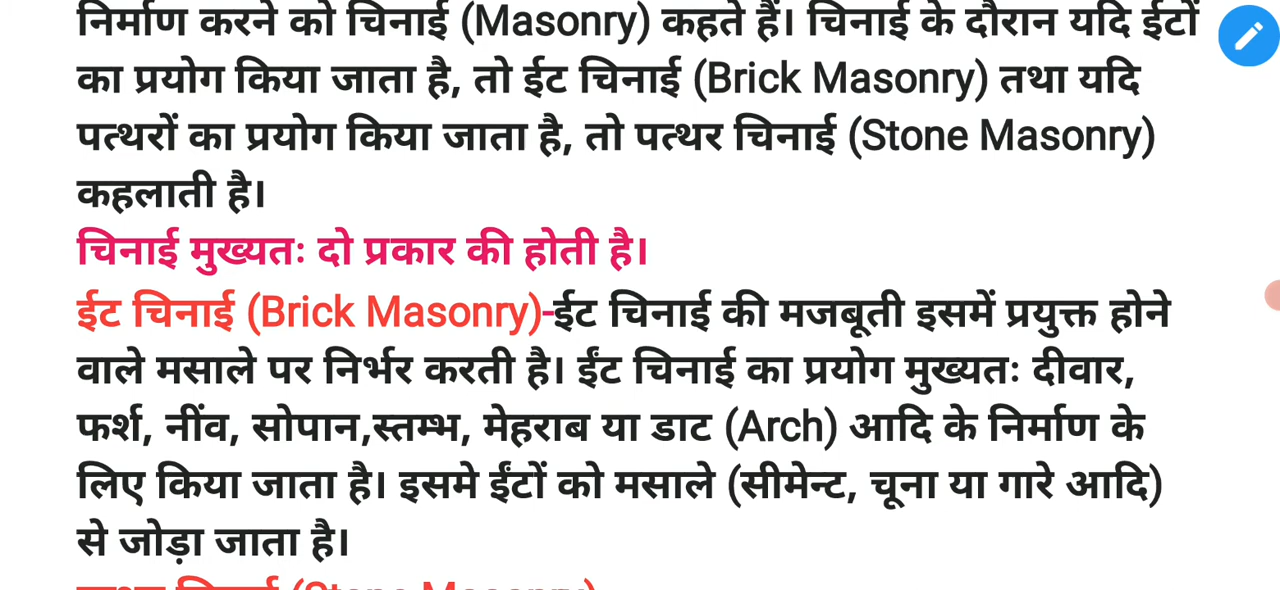 निर्माण करने को चिनाई (Masonry) कहते हैं। चिनाई के दौरान यदि ईटों
का प्रयोग किया जाता है, तो ईट चिनाई (Brick Masonry) तथा यदि
पत्थरों का प्रयोग किया जाता है, तो पत्थर चिनाई (Stone Masonry)
कहलाती है।
चिनाई मुख्यतः दो प्रकार की होती है।
ईट चिनाई (Brick Masonry)-ईट चिनाई की मजबूती इसमें प्रयुक्त होने
वाले मसाले पर निर्भर करती है। ईंट चिनाई का प्रयोग मुख्यतः दीवार,
फर्श, नींव, सोपान,स्तम्भ, मेहराब या डाट (Arch) आदि के निर्माण के
लिए किया जाता है। इसमे ईंटों को मसाले (सीमेन्ट, चूना या गारे आदि)
से जोड़ा जाता है।